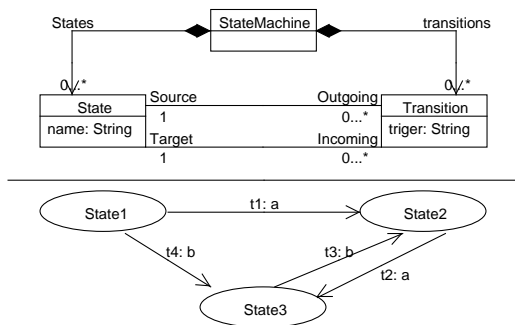 States StateMachine transitions
0...* 0...*
State Source Outgoing Transition
name: String 1 0...* triger: String
Target Incoming
1 0...*
State1 t1: a State2
t4: b t3: b
t2: a
State3